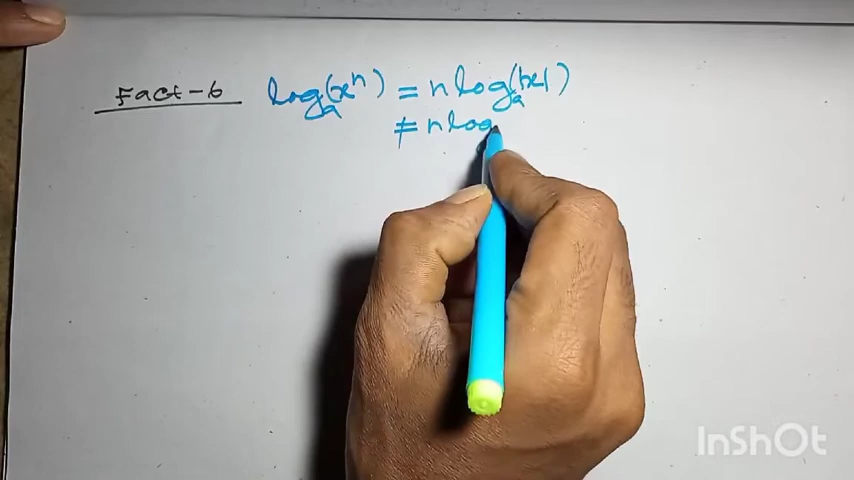 Fact-6 logₐ(xⁿ) = n logₐ(|x|)
≠ n log
InShOt